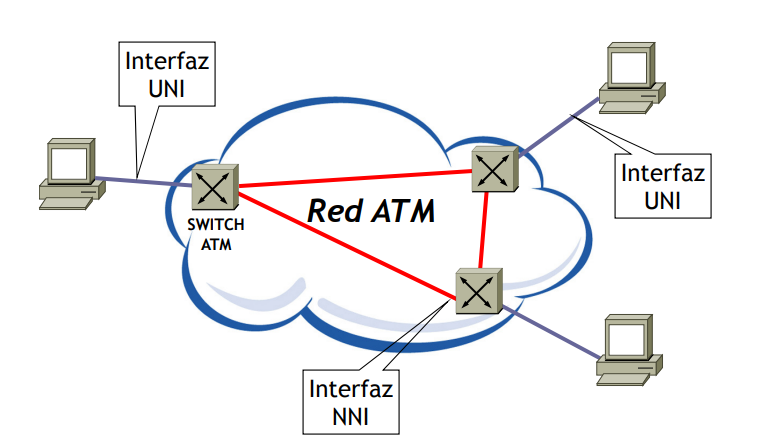 Interfaz
UNI
Interfaz
UNI
Red ATM
SWITCH
ATM
Interfaz
NNI